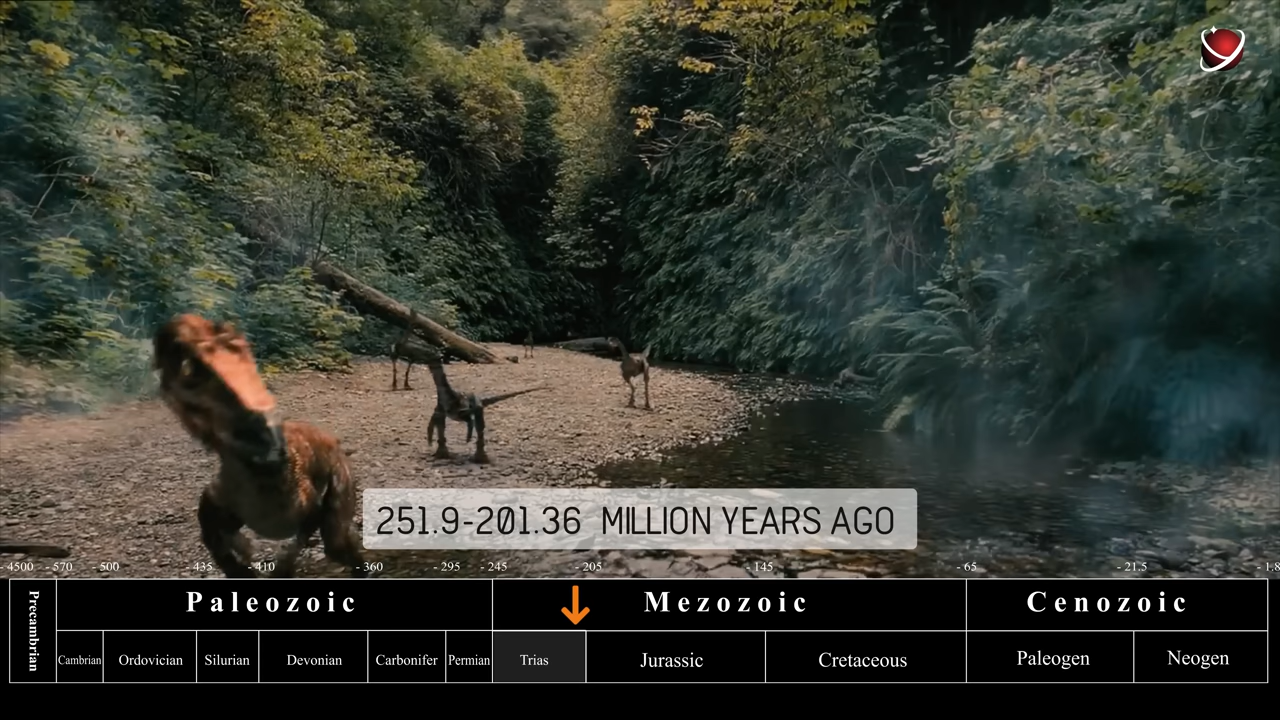 251.9-201.36 MILLION YEARS AGO
- 4500 - 570 - 500 - 435 - 410 - 360 - 295 - 245 - 205 - 145 - 65 - 21.5 - 1.8
Precambrian
Paleozoic Mezozoic Cenozoic
Cambrian Ordovician Silurian Devonian Carbonifer Permian Trias Jurassic Cretaceous Paleogen Neogen